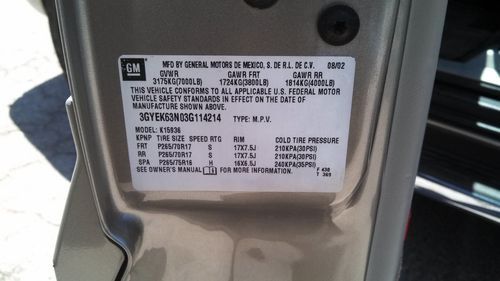 GM
MFD BY GENERAL MOTORS DE MEXICO, S. DE R.L. DE C.V. 08/02
GVWR GAWR FRT GAWR RR
3175KG(7000LB) 1724KG(3800LB) 1814KG(4000LB)
THIS VEHICLE CONFORMS TO ALL APPLICABLE U.S. FEDERAL MOTOR
VEHICLE SAFETY STANDARDS IN EFFECT ON THE DATE OF
MANUFACTURE SHOWN ABOVE.
3GYEK63N03G114214 TYPE: M.P.V.
MODEL: K15936
KPNP TIRE SIZE SPEED RTG RIM COLD TIRE PRESSURE
FRT P265/70R17 S 17X7.5J 210KPA(30PSI)
RR P265/70R17 S 17X7.5J 210KPA(30PSI)
SPA P265/75R16 H 16X6.5J 240KPA(35PSI)
SEE OWNER'S MANUAL FOR MORE INFORMATION. F 430
T 365